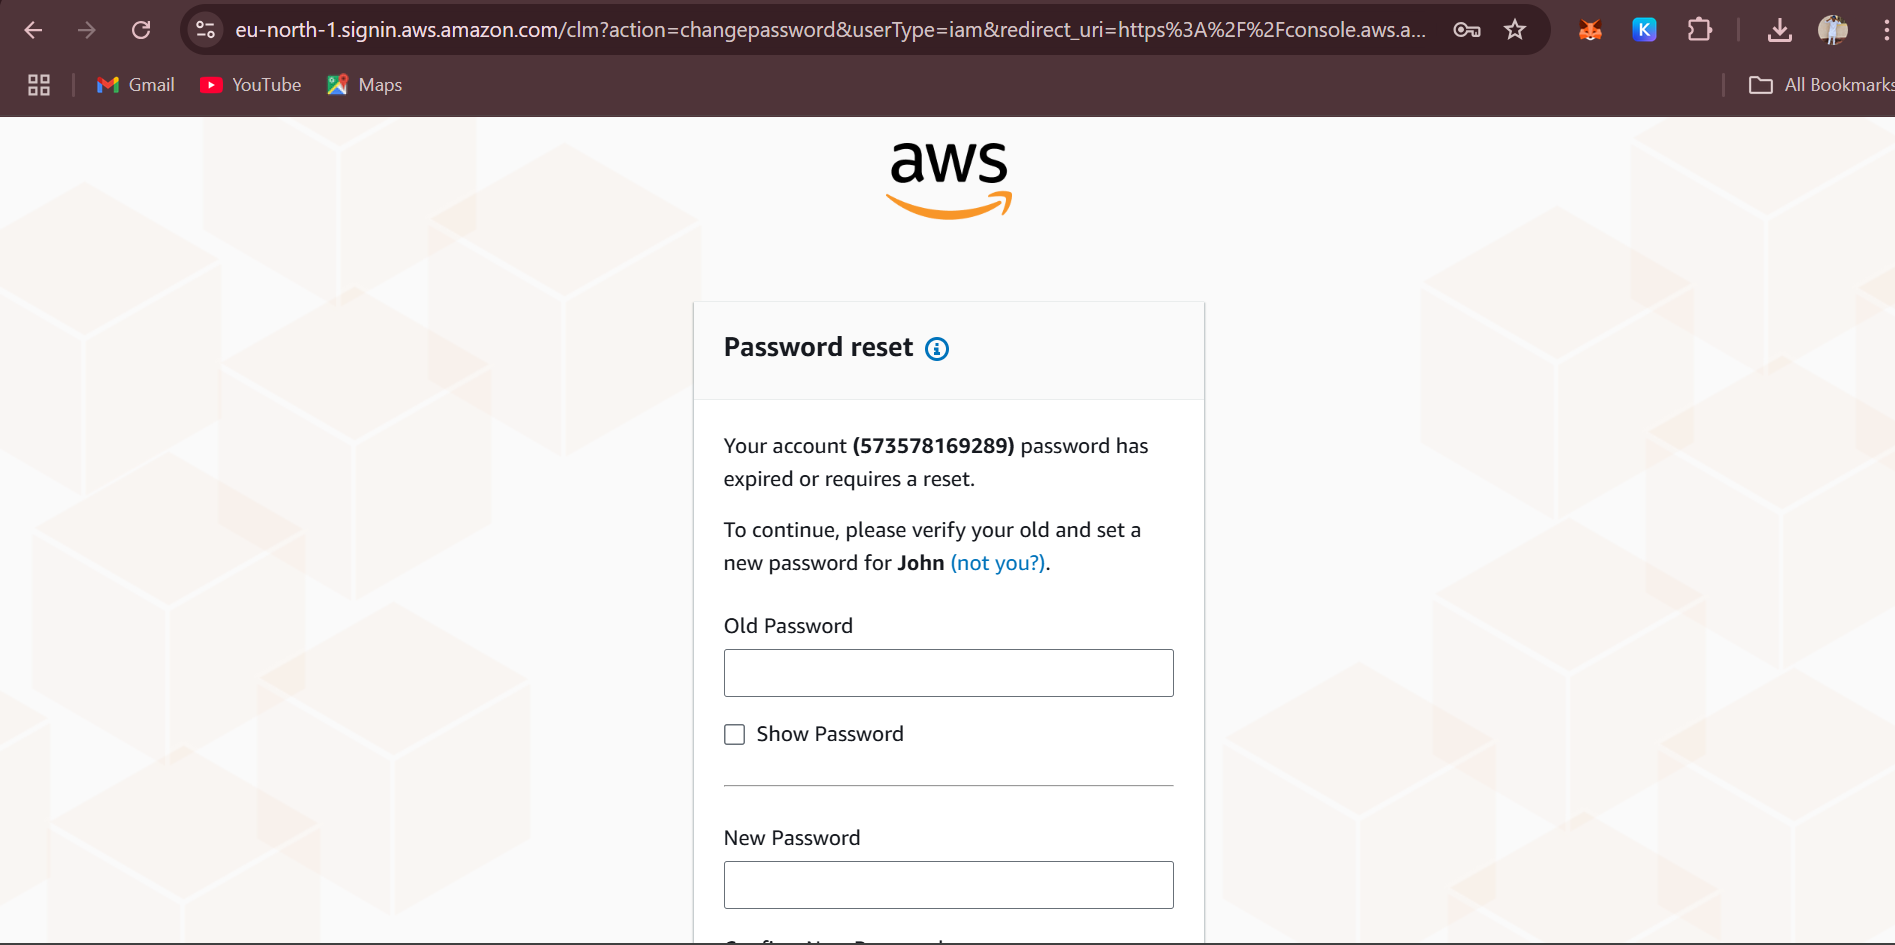 eu-north-1.signin.aws.amazon.com/clm?action=changepassword&userType=iam&redirect_uri=https%3A%2F%2Fconsole.aws.a...
K
Gmail
YouTube
Maps
All Bookmarks
aws
Password reset
Your account (573578169289) password has
expired or requires a reset.
To continue, please verify your old and set a
new password for John (not you?).
Old Password
Show Password
New Password